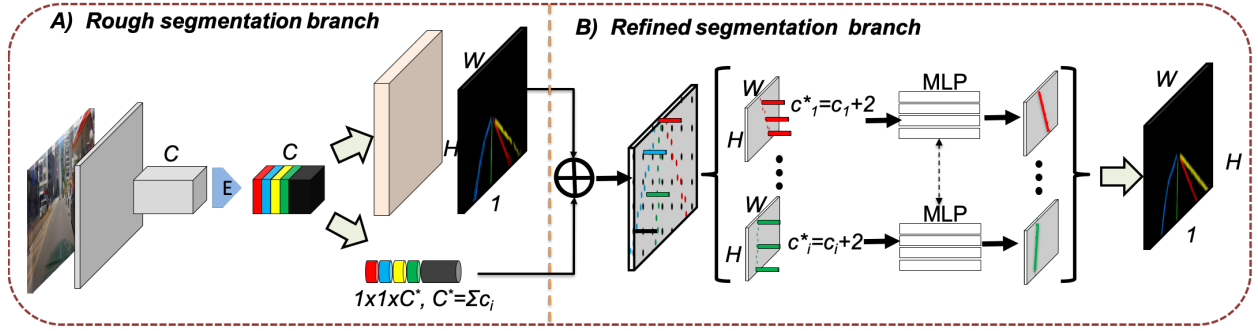 A) Rough segmentation branch
B) Refined segmentation branch
C
E
C
W
H
1
1x1xC*, C*=Σci
W
H
c*1=c1+2
MLP
W
H
c*i=ci+2
MLP
W
H
1